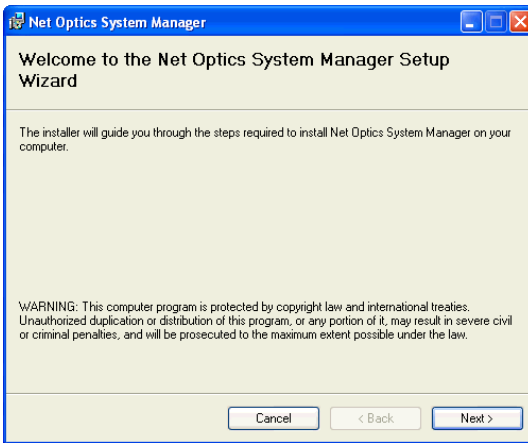 Net Optics System Manager
Welcome to the Net Optics System Manager Setup
Wizard
The installer will guide you through the steps required to install Net Optics System Manager on your
computer.
WARNING: This computer program is protected by copyright law and international treaties.
Unauthorized duplication or distribution of this program, or any portion of it, may result in severe civil
or criminal penalties, and will be prosecuted to the maximum extent possible under the law.
Cancel < Back Next >